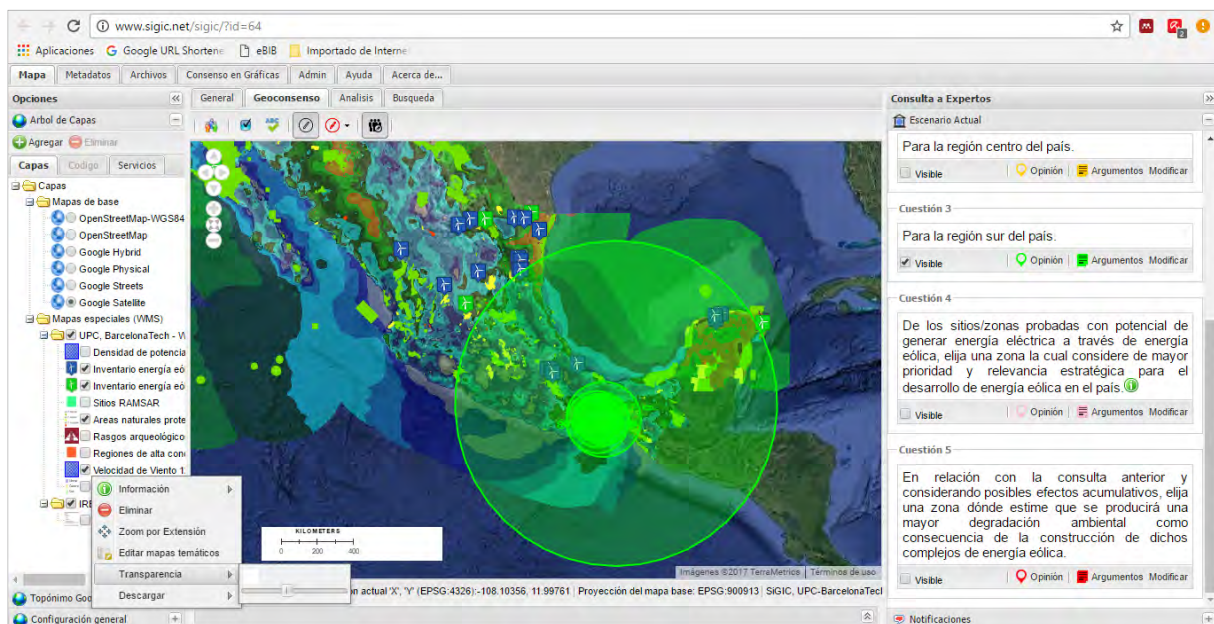 www.sigic.net/sigic/?id=64
2
Aplicaciones Google URL Shortene eBIB Importado de Interne
Mapa Metadatos Archivos Consenso en Gráficas Admin Ayuda Acerca de...
Opciones
General Geoconsenso Analisis Busqueda
Consulta a Expertos
Arbol de Capas
Escenario Actual
Agregar Eliminar
ABC
Capas Codigo Servicios
Capas
Mapas de base
OpenStreetMap-WGS84
OpenStreetMap
Google Hybrid
Google Physical
Google Streets
Google Satellite
Mapas especiales (WMS)
UPC, BarcelonaTech - W
Densidad de potencia
Inventario energía eó
Inventario energía eó
Sitios RAMSAR
Areas naturales prote
Rasgos arqueológico
Regiones de alta con
Velocidad de Viento 1
IRE
Información
Eliminar
Zoom por Extensión
Editar mapas temáticos
Transparencia
Descargar
Topónimo Goo
Configuración general
KILOMETERS
0 200 400
Imágenes ©2017 TerraMetrics Términos de uso
on actual 'X', 'Y' (EPSG:4326):-108.10356, 11.99761 Proyección del mapa base: EPSG:900913 SiGIC, UPC-BarcelonaTecl
Para la región centro del país.
Visible Opinión Argumentos Modificar
Cuestión 3
Para la región sur del país.
Visible Opinión Argumentos Modificar
Cuestión 4
De los sitios/zonas probadas con potencial de
generar energía eléctrica a través de energía
eólica, elija una zona la cual considere de mayor
prioridad y relevancia estratégica para el
desarrollo de energía eólica en el país.
Visible Opinión Argumentos Modificar
Cuestión 5
En relación con la consulta anterior y
considerando posibles efectos acumulativos, elija
una zona dónde estime que se producirá una
mayor degradación ambiental como
consecuencia de la construcción de dichos
complejos de energía eólica.
Visible Opinión Argumentos Modificar
Notificaciones